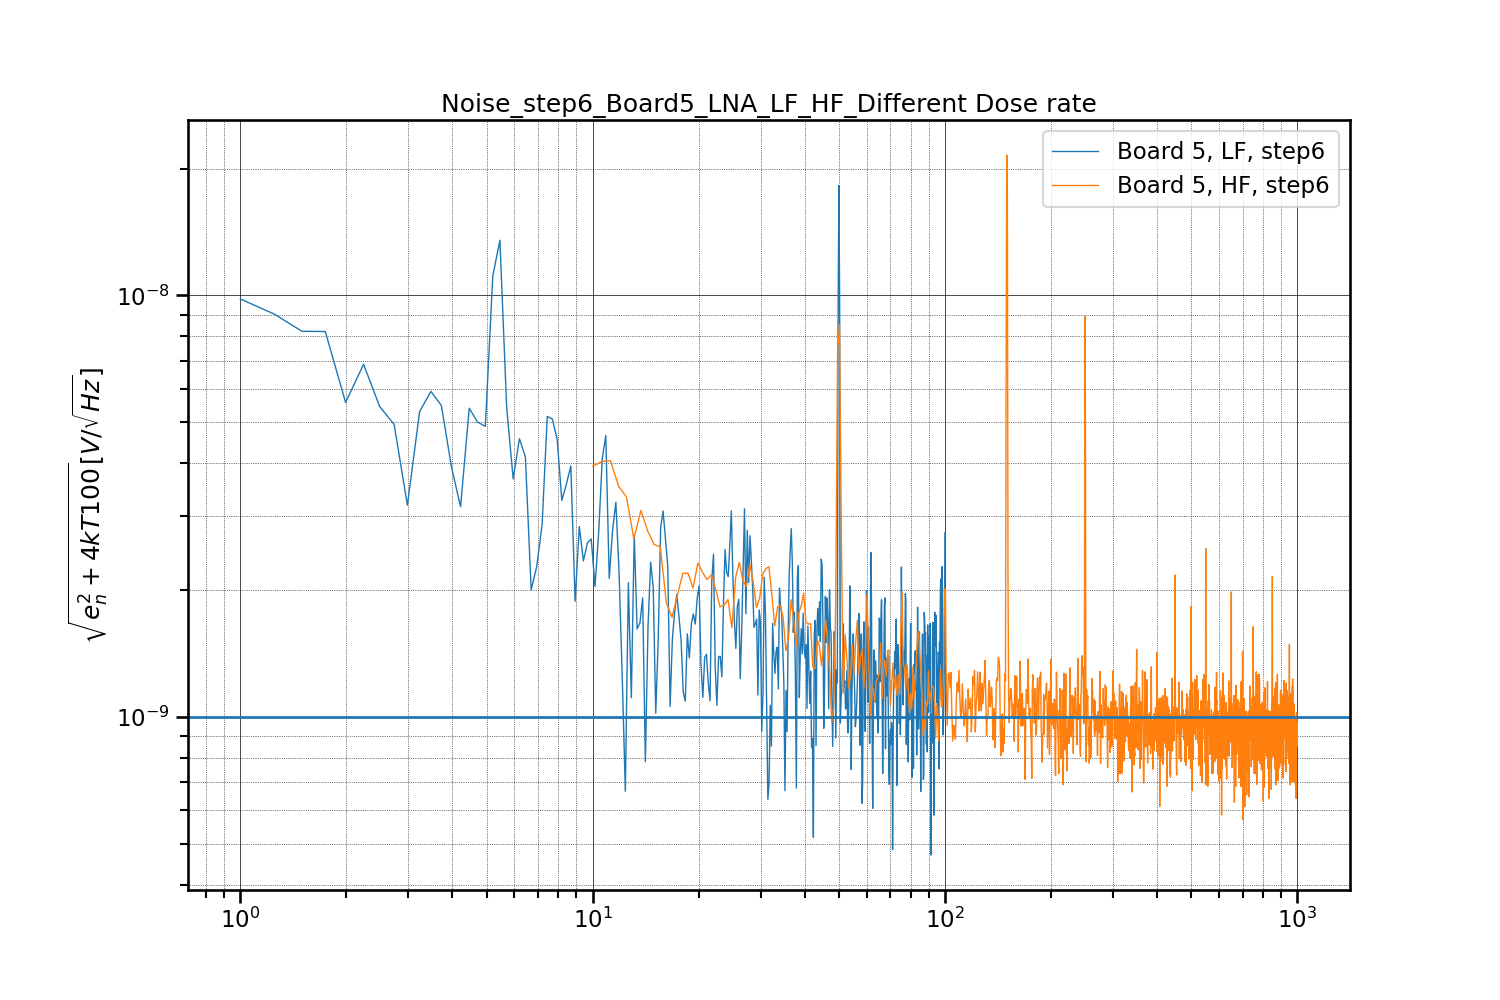 Noise_step6_Board5_LNA_LF_HF_Different Dose rate
Board 5, LF, step6
Board 5, HF, step6
10⁻⁸
10⁻⁹
√(eₙ² + 4kT100) [V/√Hz]
10⁰ 10¹ 10² 10³